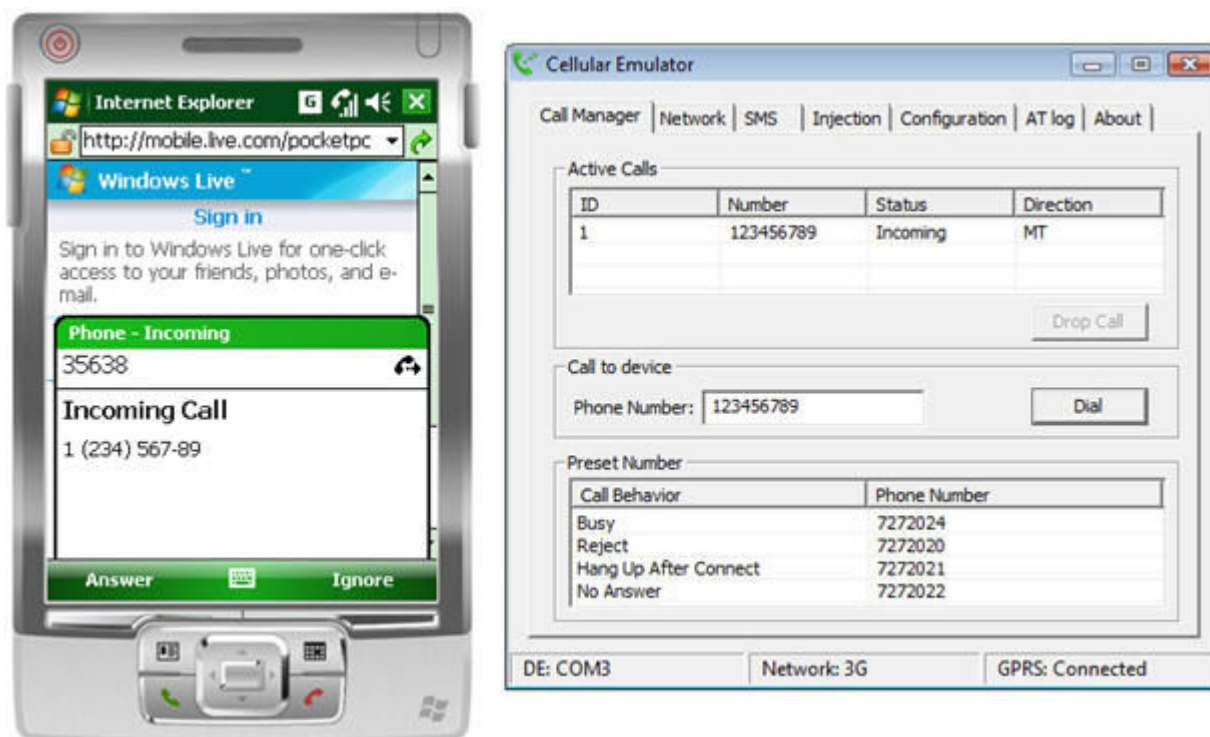 Internet Explorer
G
http://mobile.live.com/pocketpc
Windows Live™
Sign in
Sign in to Windows Live for one-click
access to your friends, photos, and e-
mail.
Phone - Incoming
35638
Incoming Call
1 (234) 567-89
Answer Ignore
Cellular Emulator
Call Manager Network SMS Injection Configuration AT log About
Active Calls
ID Number Status Direction
1 123456789 Incoming MT
Drop Call
Call to device
Phone Number: 123456789 Dial
Preset Number
Call Behavior Phone Number
Busy 7272024
Reject 7272020
Hang Up After Connect 7272021
No Answer 7272022
DE: COM3 Network: 3G GPRS: Connected